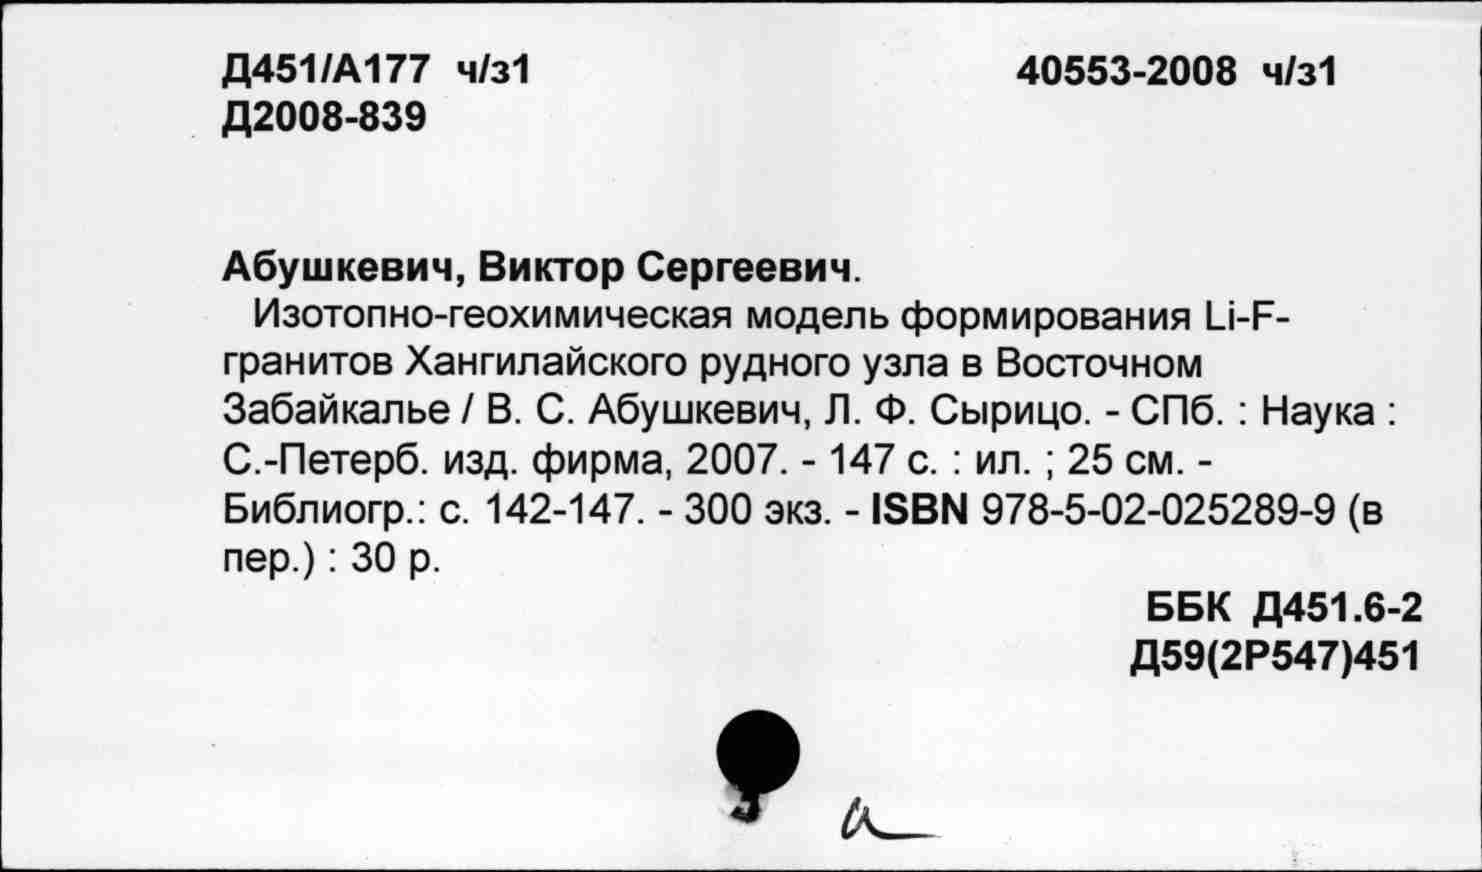 Д451/А177 ч/з1 40553-2008 ч/з1
Д2008-839
Абушкевич, Виктор Сергеевич.
Изотопно-геохимическая модель формирования Li-F-
гранитов Хангилайского рудного узла в Восточном
Забайкалье / В. С. Абушкевич, Л. Ф. Сырицо. - СПб. : Наука :
С.-Петерб. изд. фирма, 2007. - 147 с. : ил. ; 25 см. -
Библиогр.: с. 142-147. - 300 экз. - ISBN 978-5-02-025289-9 (в
пер.) : 30 р.
ББК Д451.6-2
Д59(2Р547)451